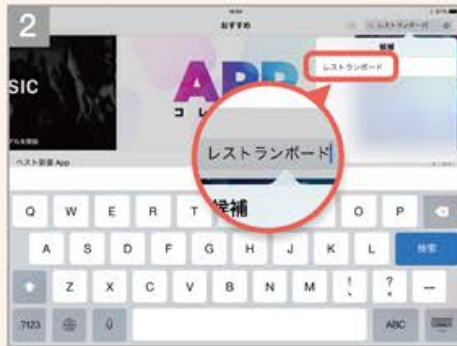 2
おすすめ
レストランボード
候補
レストランボード
SIC
APP
コレ
レストランボード
候補
ベスト新着 App
Q W E R T O P
A S D F G H J K L 検索
Z X C V B N M ! 、 ? 。 —
.?123 ABC